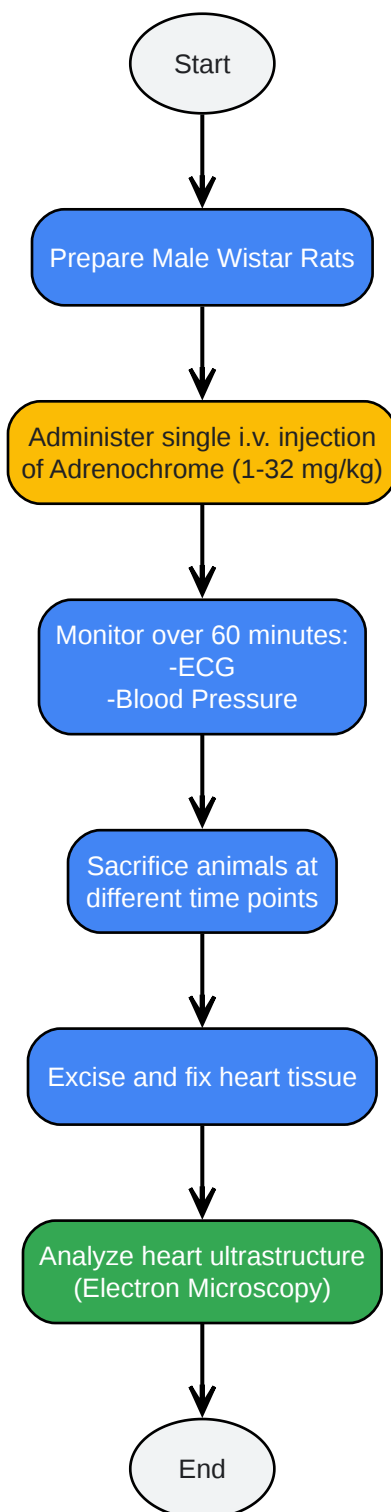 Start
Prepare Male Wistar Rats
Administer single i.v. injection
of Adrenochrome (1-32 mg/kg)
Monitor over 60 minutes:
-ECG
-Blood Pressure
Sacrifice animals at
different time points
Excise and fix heart tissue
Analyze heart ultrastructure
(Electron Microscopy)
End